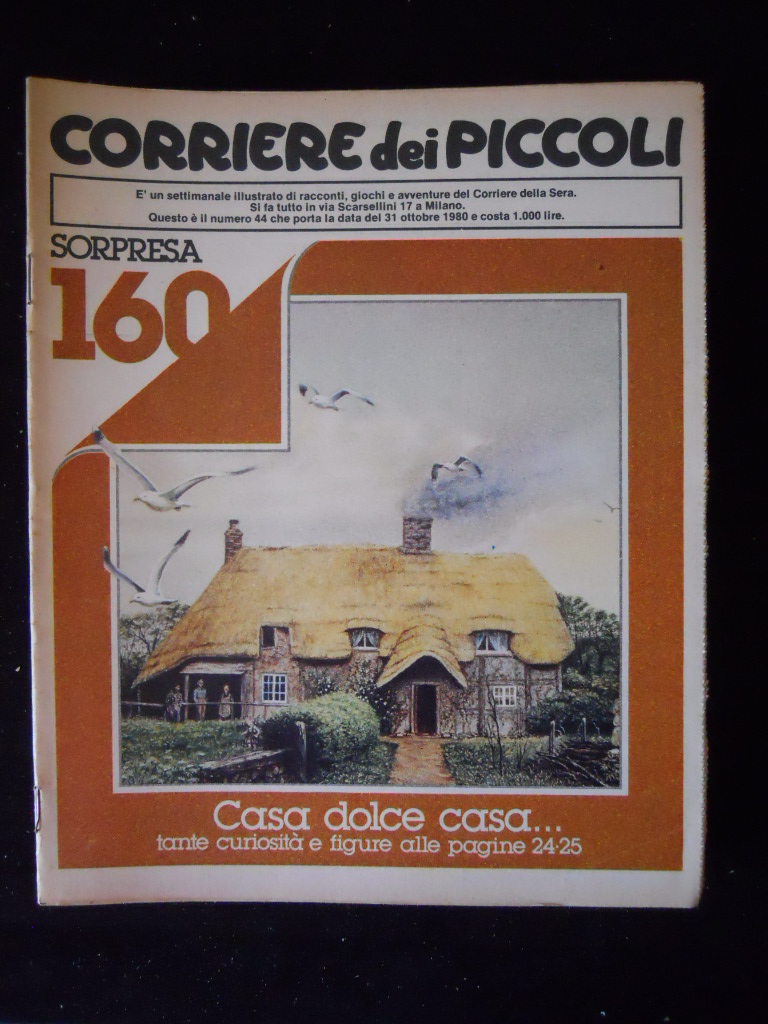 CORRIERE dei PICCOLI
E' un settimanale illustrato di racconti, giochi e avventure del Corriere della Sera.
Si fa tutto in via Scarsellini 17 a Milano.
Questo è il numero 44 che porta la data del 31 ottobre 1980 e costa 1.000 lire.
SORPRESA
160
Casa dolce casa...
tante curiosità e figure alle pagine 24-25